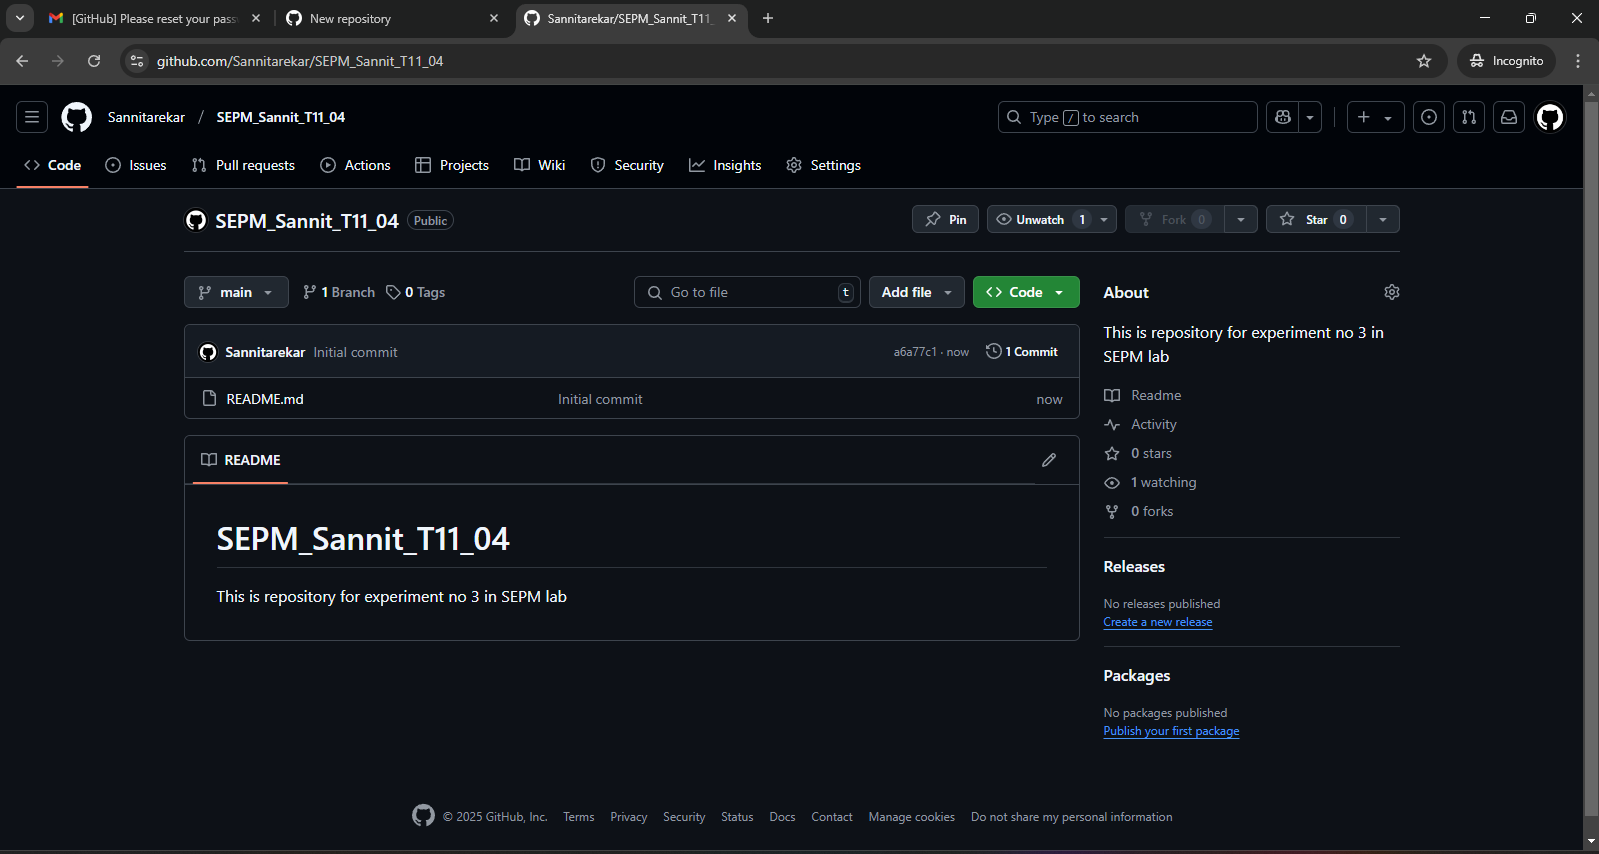 [GitHub] Please reset your pass
New repository
Sannitarekar/SEPM_Sannit_T11_
github.com/Sannitarekar/SEPM_Sannit_T11_04
Incognito
Sannitarekar / SEPM_Sannit_T11_04
Type / to search
Code
Issues
Pull requests
Actions
Projects
Wiki
Security
Insights
Settings
SEPM_Sannit_T11_04 Public
Pin
Unwatch 1
Fork 0
Star 0
main
1 Branch
0 Tags
Go to file t
Add file
Code
Sannitarekar Initial commit
a6a77c1 · now
1 Commit
README.md
Initial commit
now
README
SEPM_Sannit_T11_04
This is repository for experiment no 3 in SEPM lab
About
This is repository for experiment no 3 in
SEPM lab
Readme
Activity
0 stars
1 watching
0 forks
Releases
No releases published
Create a new release
Packages
No packages published
Publish your first package
© 2025 GitHub, Inc.
Terms
Privacy
Security
Status
Docs
Contact
Manage cookies
Do not share my personal information